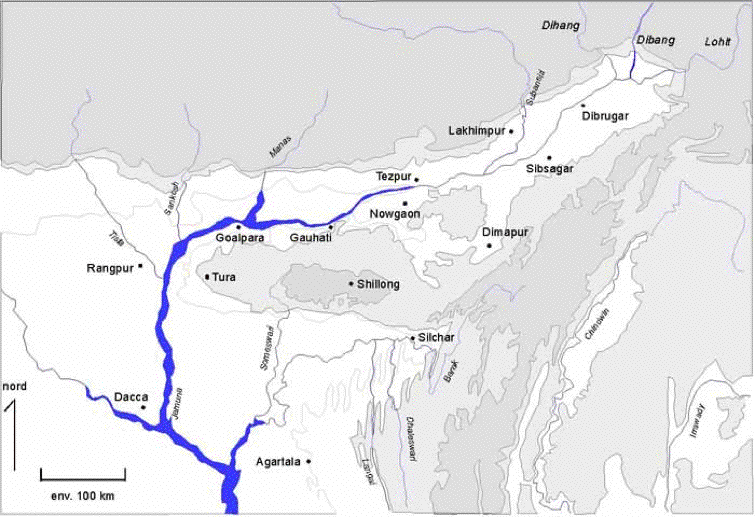 Dihang
Dibang
Lohit
Subansiri
Manas
Lakhimpur
Dibrugar
Sibsagar
Tezpur
Sankosh
Nowgaon
Tista
Goalpara
Gauhati
Dimapur
Rangpur
Tura
Shillong
Someswari
Silchar
Chindwin
Barak
nord
Dacca
Jamuna
Dhaleswari
Irrawady
Langai
Agartala
env. 100 km